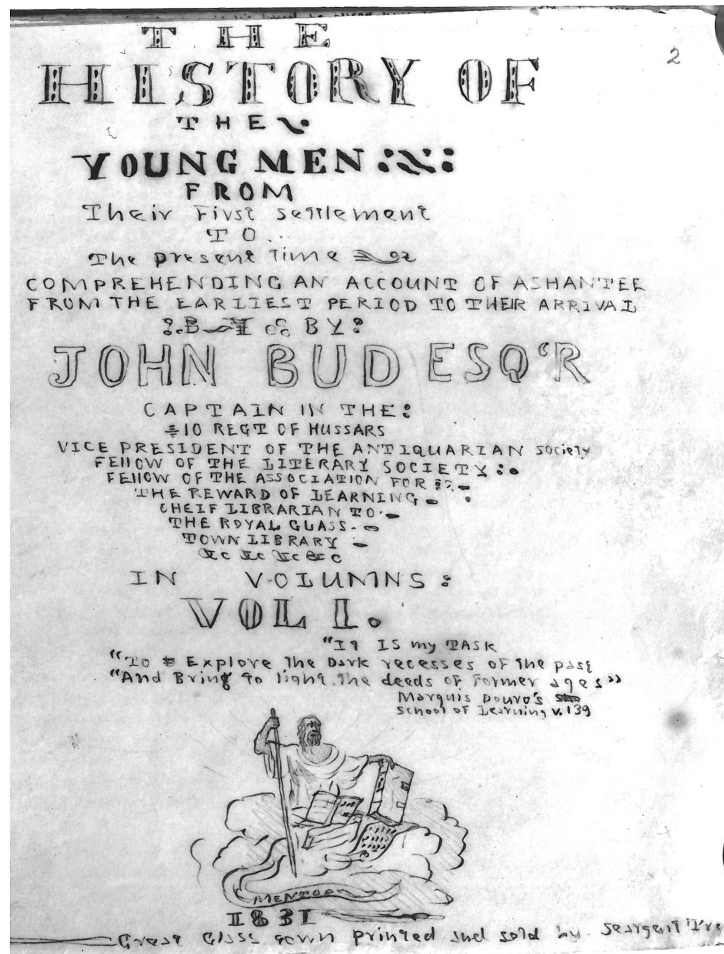 2
THE
HISTORY OF
THE
YOUNG MEN
FROM
Their First settlement
TO
The present Time
COMPREHENDING AN ACCOUNT OF ASHANTEE
FROM THE EARLIEST PERIOD TO THEIR ARRIVAL
BY
JOHN BUD ESQ'R
CAPTAIN IN THE
10 REGT OF HUSSARS
VICE PRESIDENT OF THE ANTIQUARIAN Society
FELLOW OF THE LITERARY SOCIETY
FELLOW OF THE ASSOCIATION FOR
THE REWARD OF LEARNING
CHEIF LIBRARIAN TO
THE ROYAL GLASS
TOWN LIBRARY
&c &c &c &c
IN VOLUMNS
VOL I.
"IT IS my TASK
"To Explore the Dark recesses of the past
"And Bring to light the deeds of former ages"
Marquis Douro's
school of Learning v. 139
MENTOR
1831
Great Glass town printed and sold by sergeant Tre